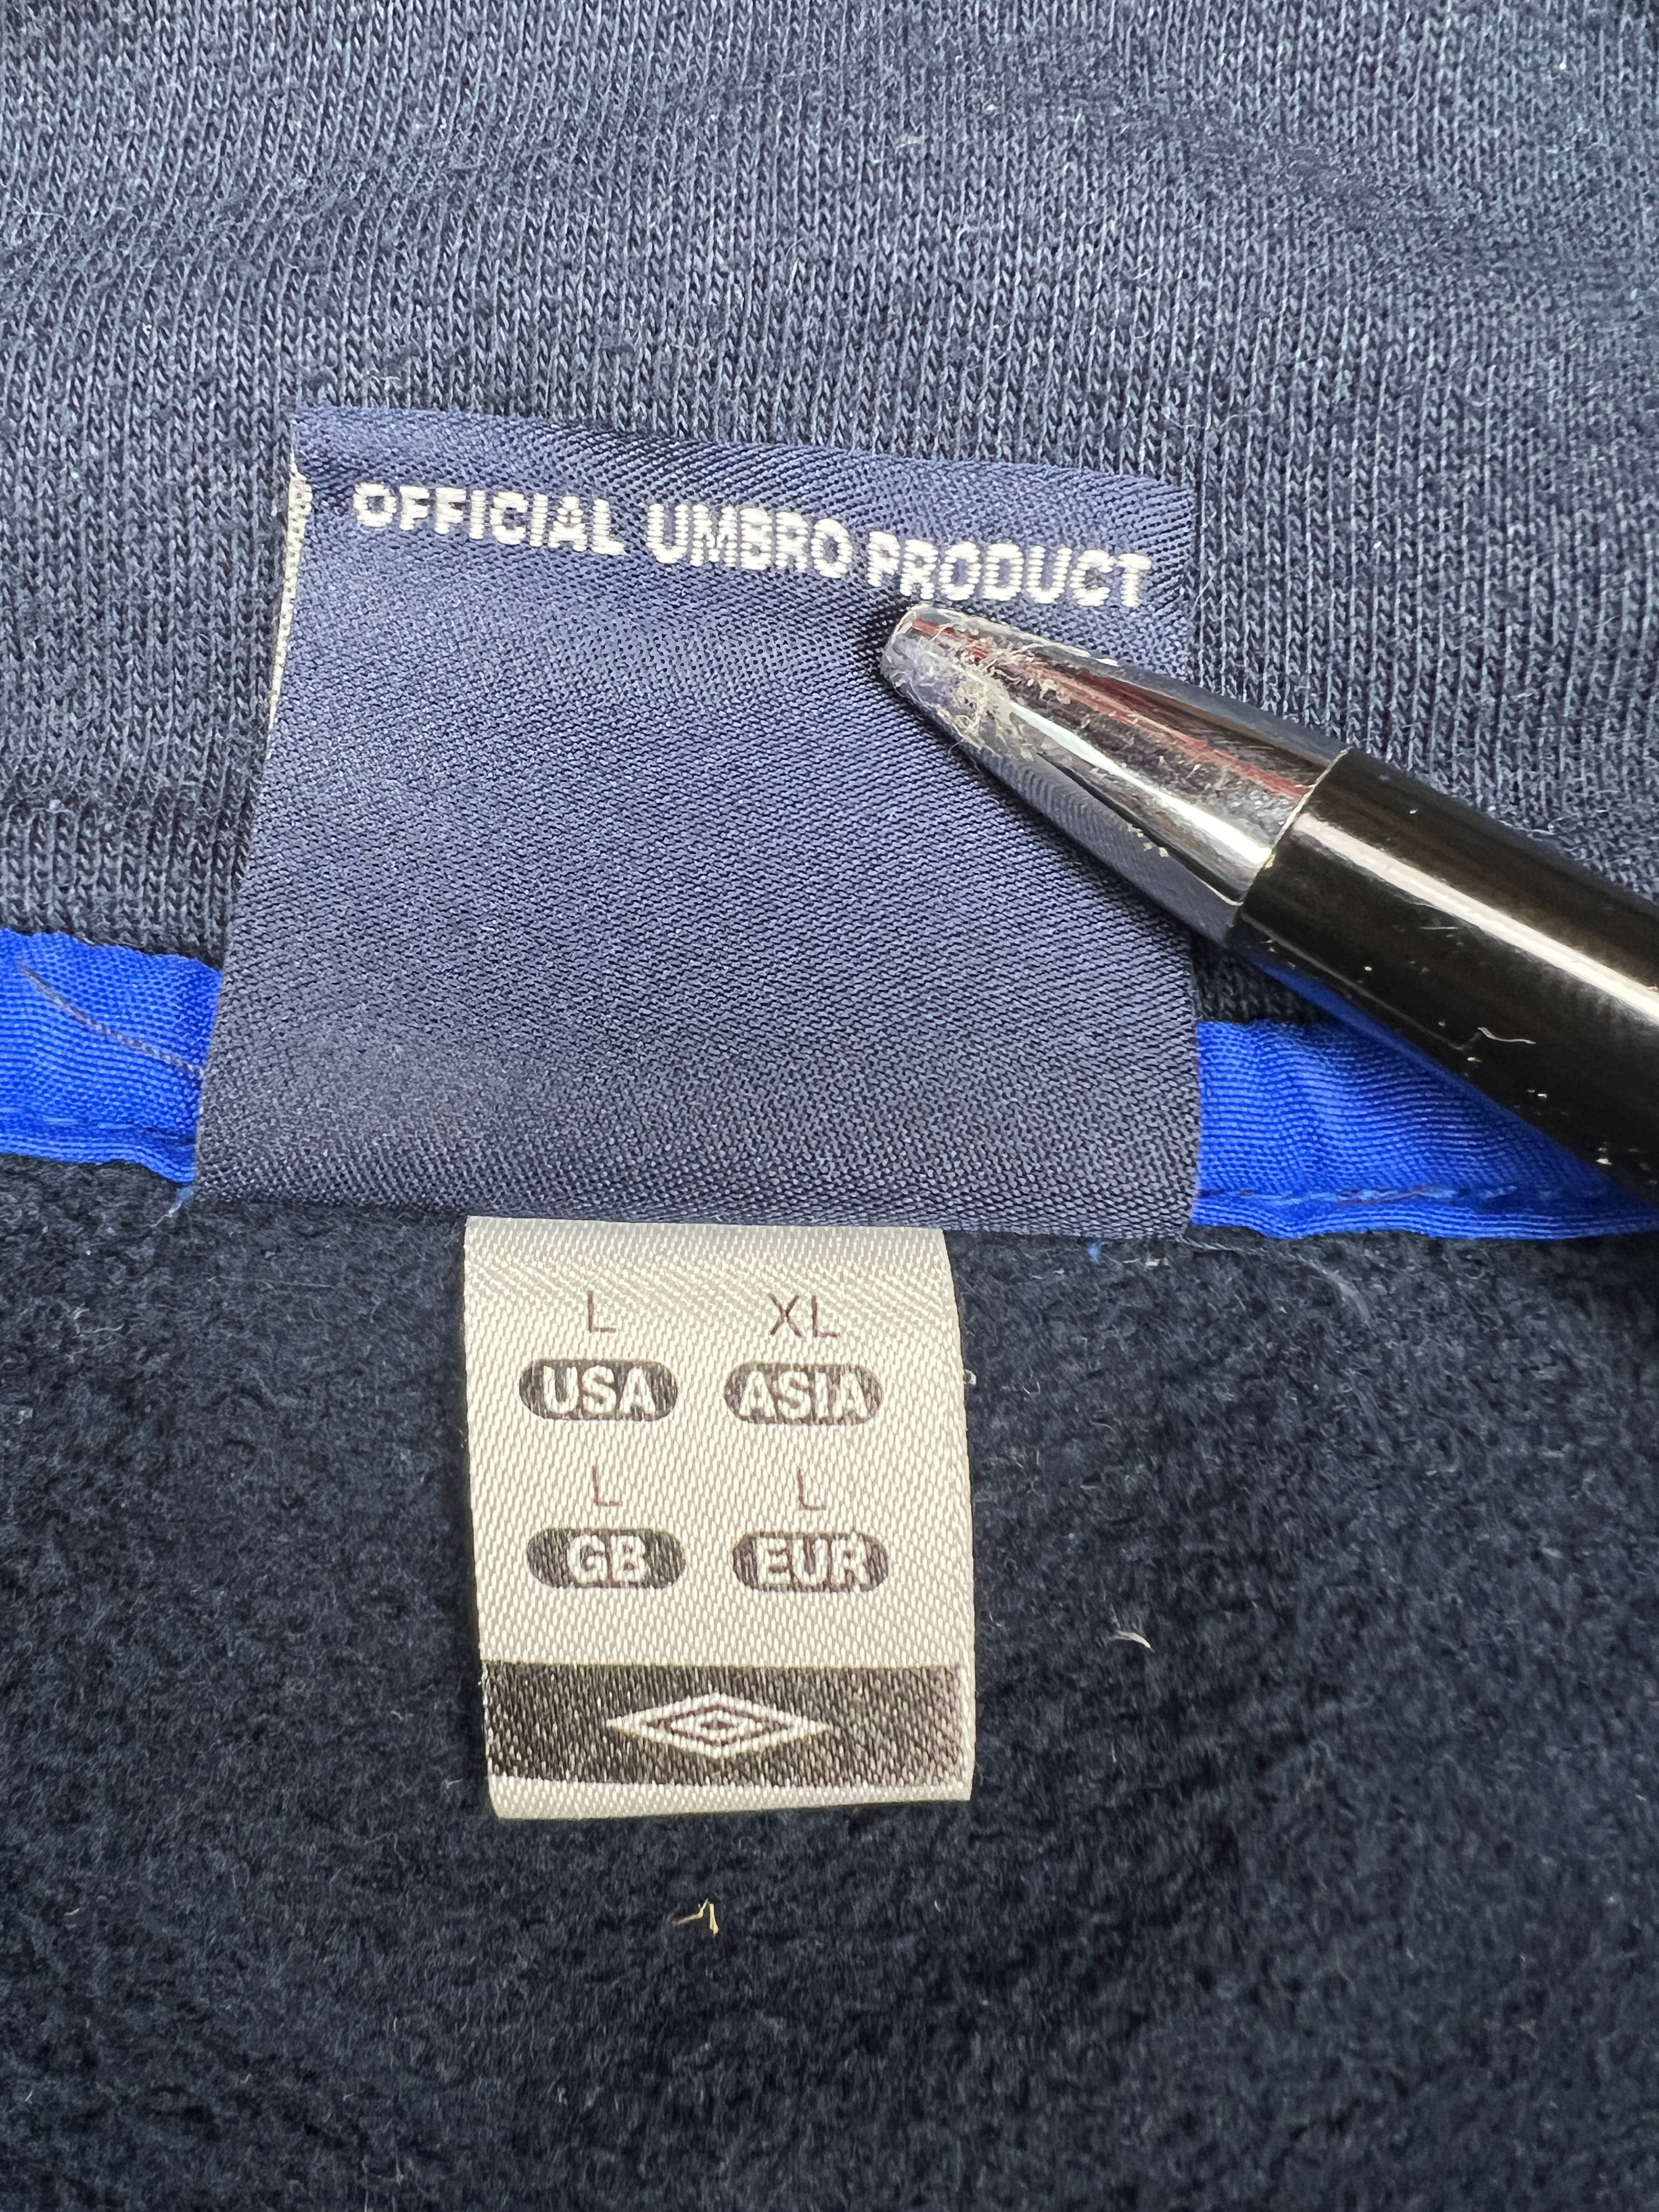 OFFICIAL UMBRO PRODUCT
L XL
USA ASIA
L L
GB EUR